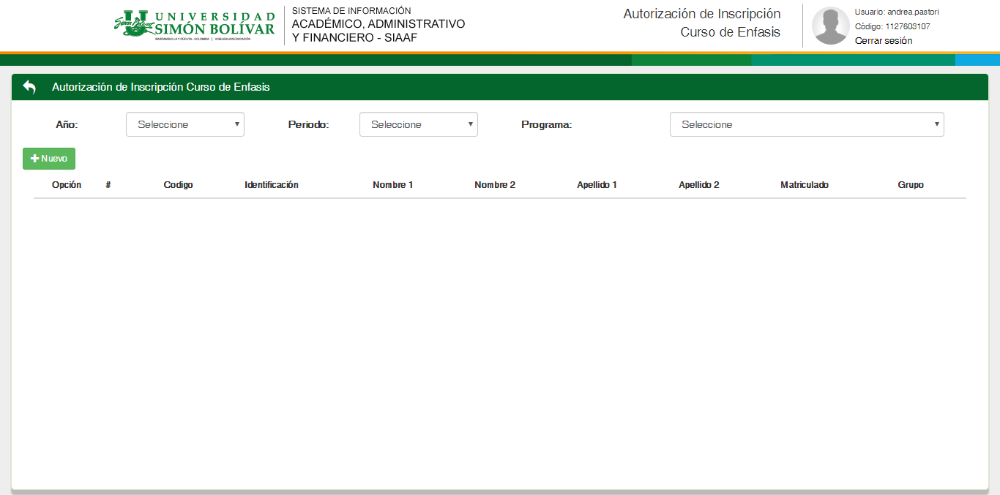 UNIVERSIDAD
SIMÓN BOLÍVAR
BARRANQUILLA Y CÚCUTA - COLOMBIA | VIGILADA MINEDUCACIÓN
SISTEMA DE INFORMACIÓN
ACADÉMICO, ADMINISTRATIVO
Y FINANCIERO - SIAAF
Autorización de Inscripción
Curso de Enfasis
Usuario: andrea.pastori
Código: 1127603107
Cerrar sesión
Autorización de Inscripción Curso de Enfasis
Año: Seleccione Periodo: Seleccione Programa: Seleccione
Nuevo
Opción # Codigo Identificación Nombre 1 Nombre 2 Apellido 1 Apellido 2 Matriculado Grupo